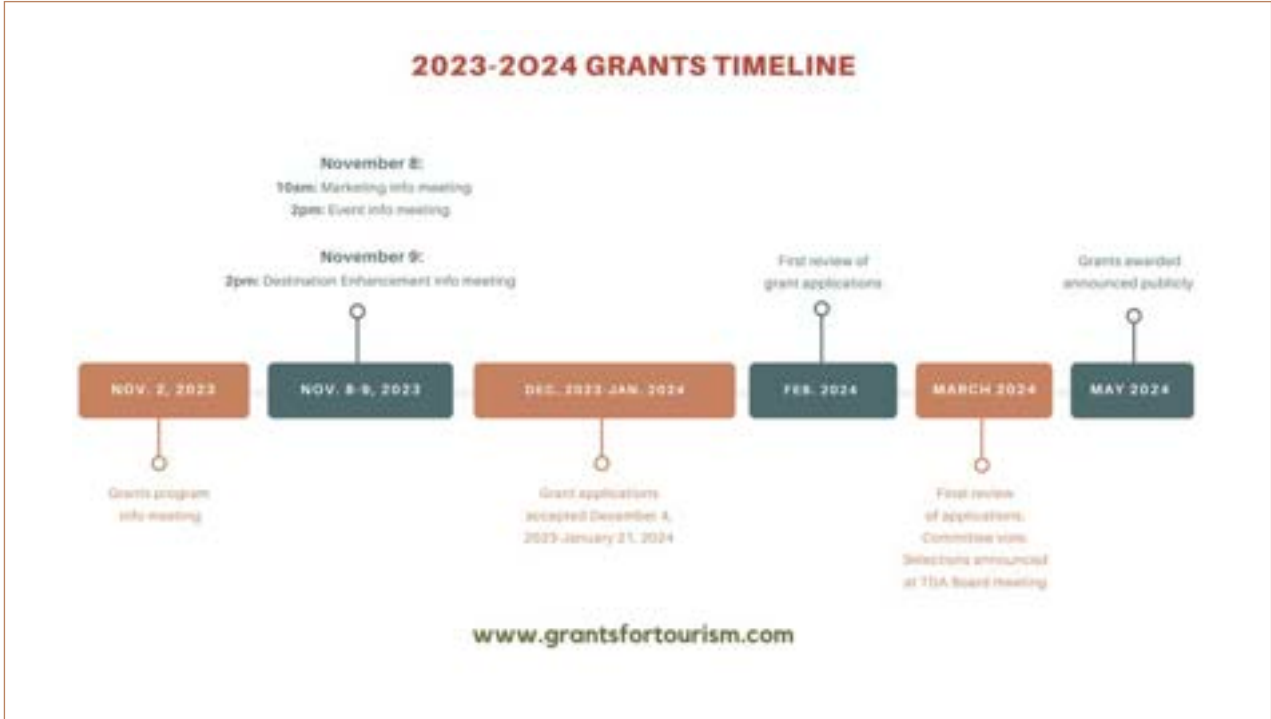 2023-2024 GRANTS TIMELINE
November 8:
10am: Marketing info meeting
2pm: Event info meeting
November 9:
2pm: Destination Enhancement info meeting
First review of
grant applications
Grants awarded
announced publicly
NOV. 2, 2023
NOV. 8-9, 2023
DEC. 2023-JAN. 2024
FEB. 2024
MARCH 2024
MAY 2024
Grants program
info meeting
Grant applications
accepted December 4,
2023-January 21, 2024
Final review
of applications.
Committee vote.
Selections announced
at TDA Board meeting
www.grantsfortourism.com